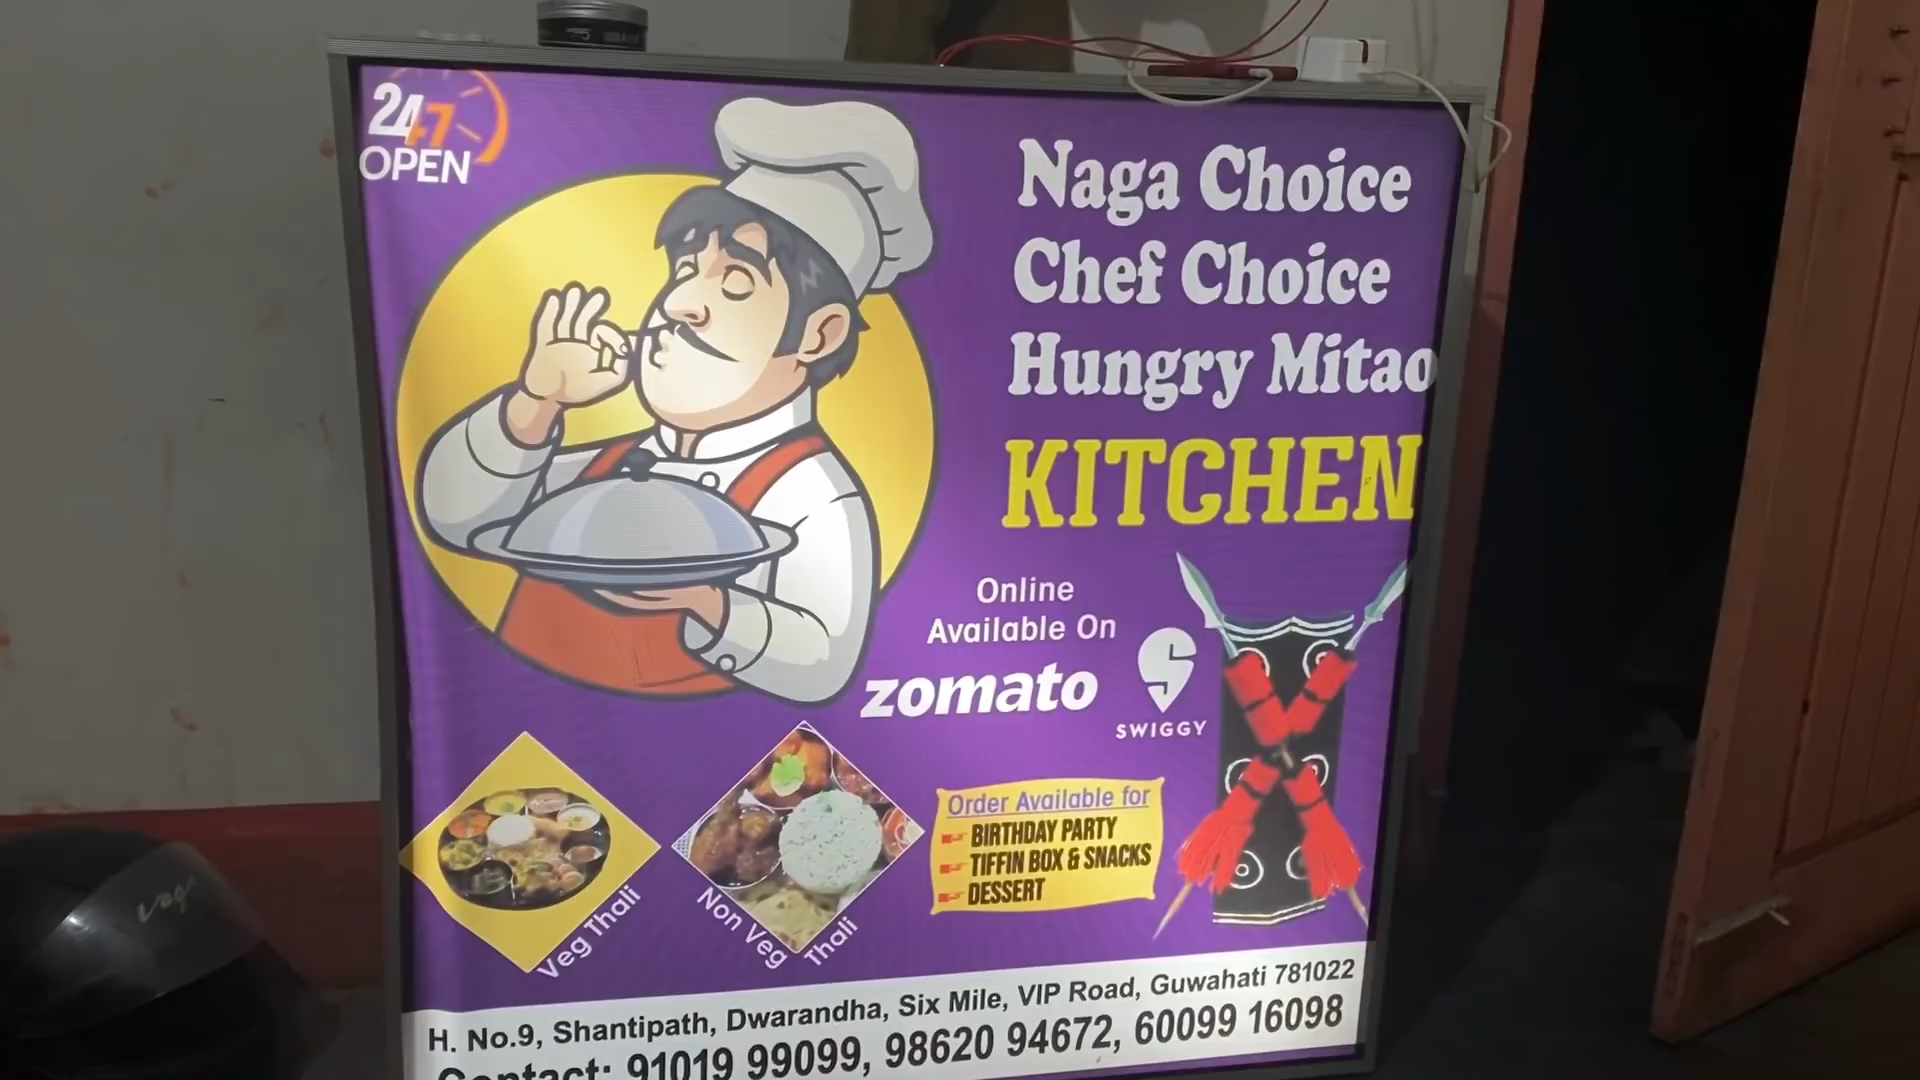 24
7
OPEN
Naga Choice
Chef Choice
Hungry Mitao
KITCHEN
Online
Available On
zomato
SWIGGY
Veg Thali
Non Veg Thali
Order Available for
BIRTHDAY PARTY
TIFFIN BOX & SNACKS
DESSERT
H. No.9, Shantipath, Dwarandha, Six Mile, VIP Road, Guwahati 781022
Contact: 91019 99099, 98620 94672, 60099 16098
vega